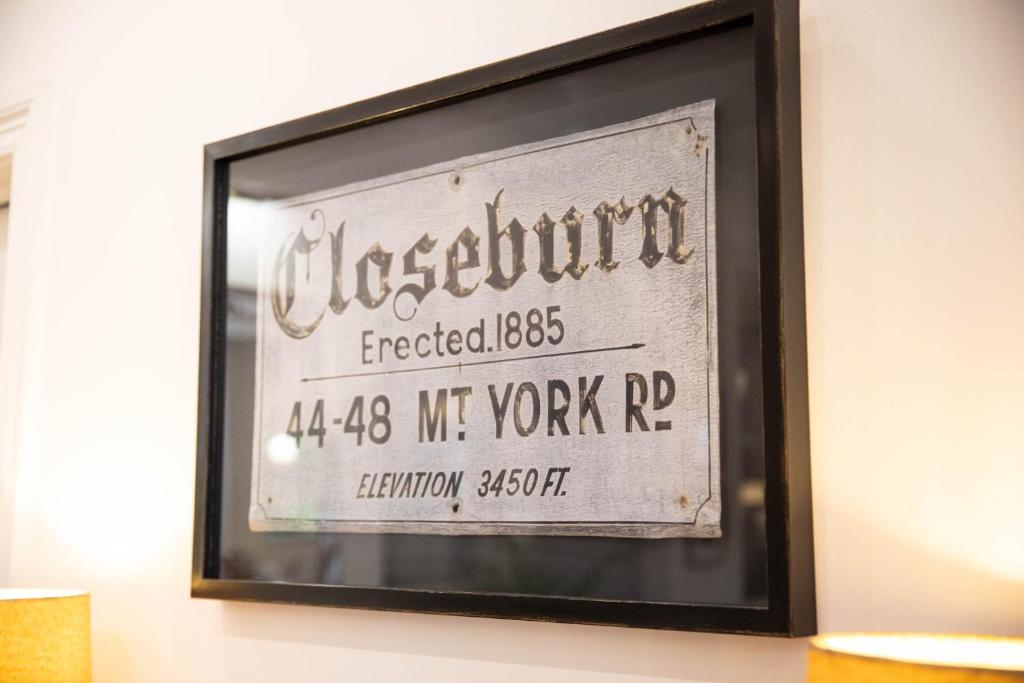 Closeburn
Erected.1885
44-48 MT. YORK RD
ELEVATION 3450 FT.